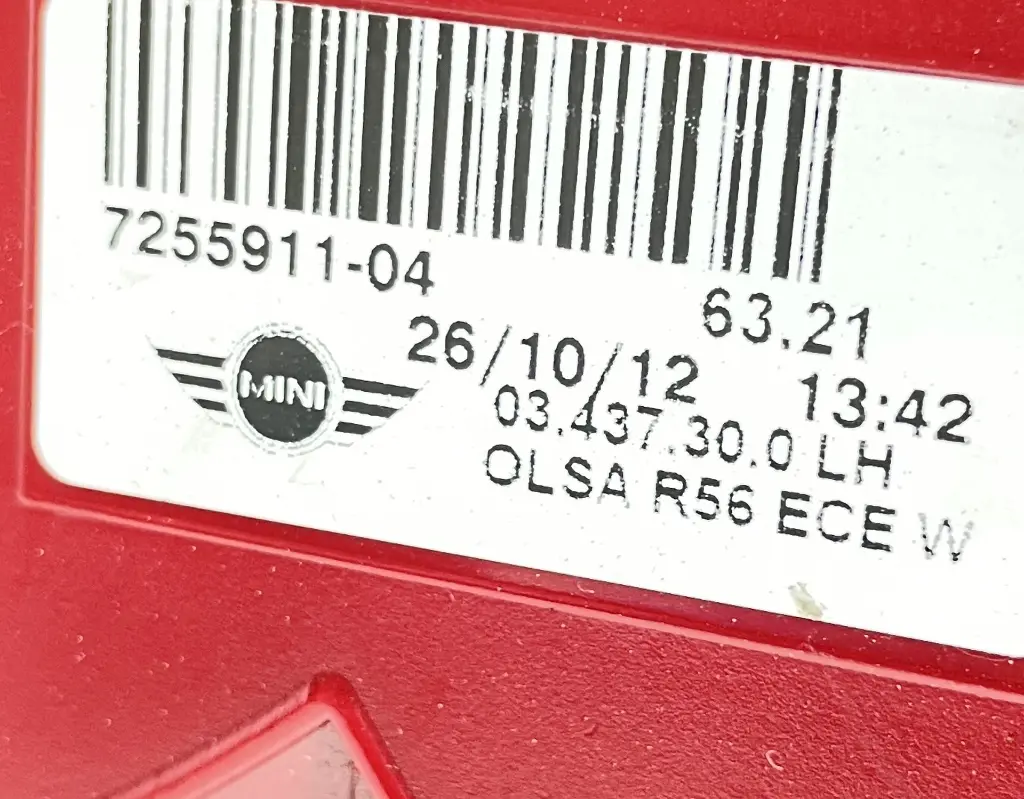 7255911-04
63.21
26/10/12 13:42
MINI
03.437.30.0 LH
OLSA R56 ECE W